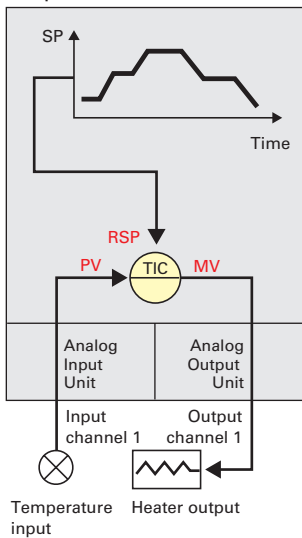 SP
Time
RSP
PV
TIC
MV
Analog
Input
Unit
Analog
Output
Unit
Input
channel 1
Output
channel 1
Temperature
input
Heater output